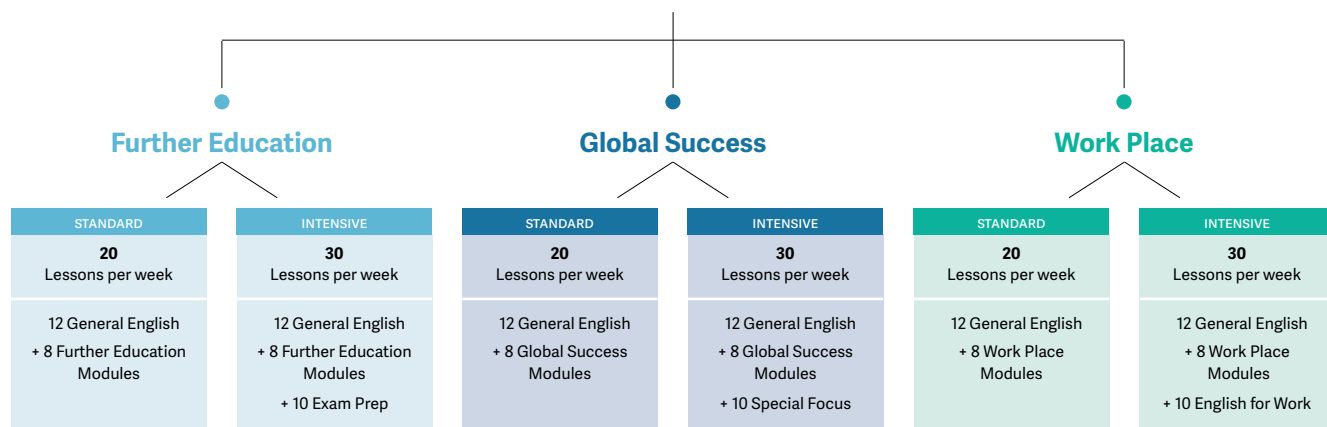 Further Education
Global Success
Work Place
STANDARD
20
Lessons per week
12 General English
+ 8 Further Education
Modules
INTENSIVE
30
Lessons per week
12 General English
+ 8 Further Education
Modules
+ 10 Exam Prep
STANDARD
20
Lessons per week
12 General English
+ 8 Global Success
Modules
INTENSIVE
30
Lessons per week
12 General English
+ 8 Global Success
Modules
+ 10 Special Focus
STANDARD
20
Lessons per week
12 General English
+ 8 Work Place
Modules
INTENSIVE
30
Lessons per week
12 General English
+ 8 Work Place
Modules
+ 10 English for Work